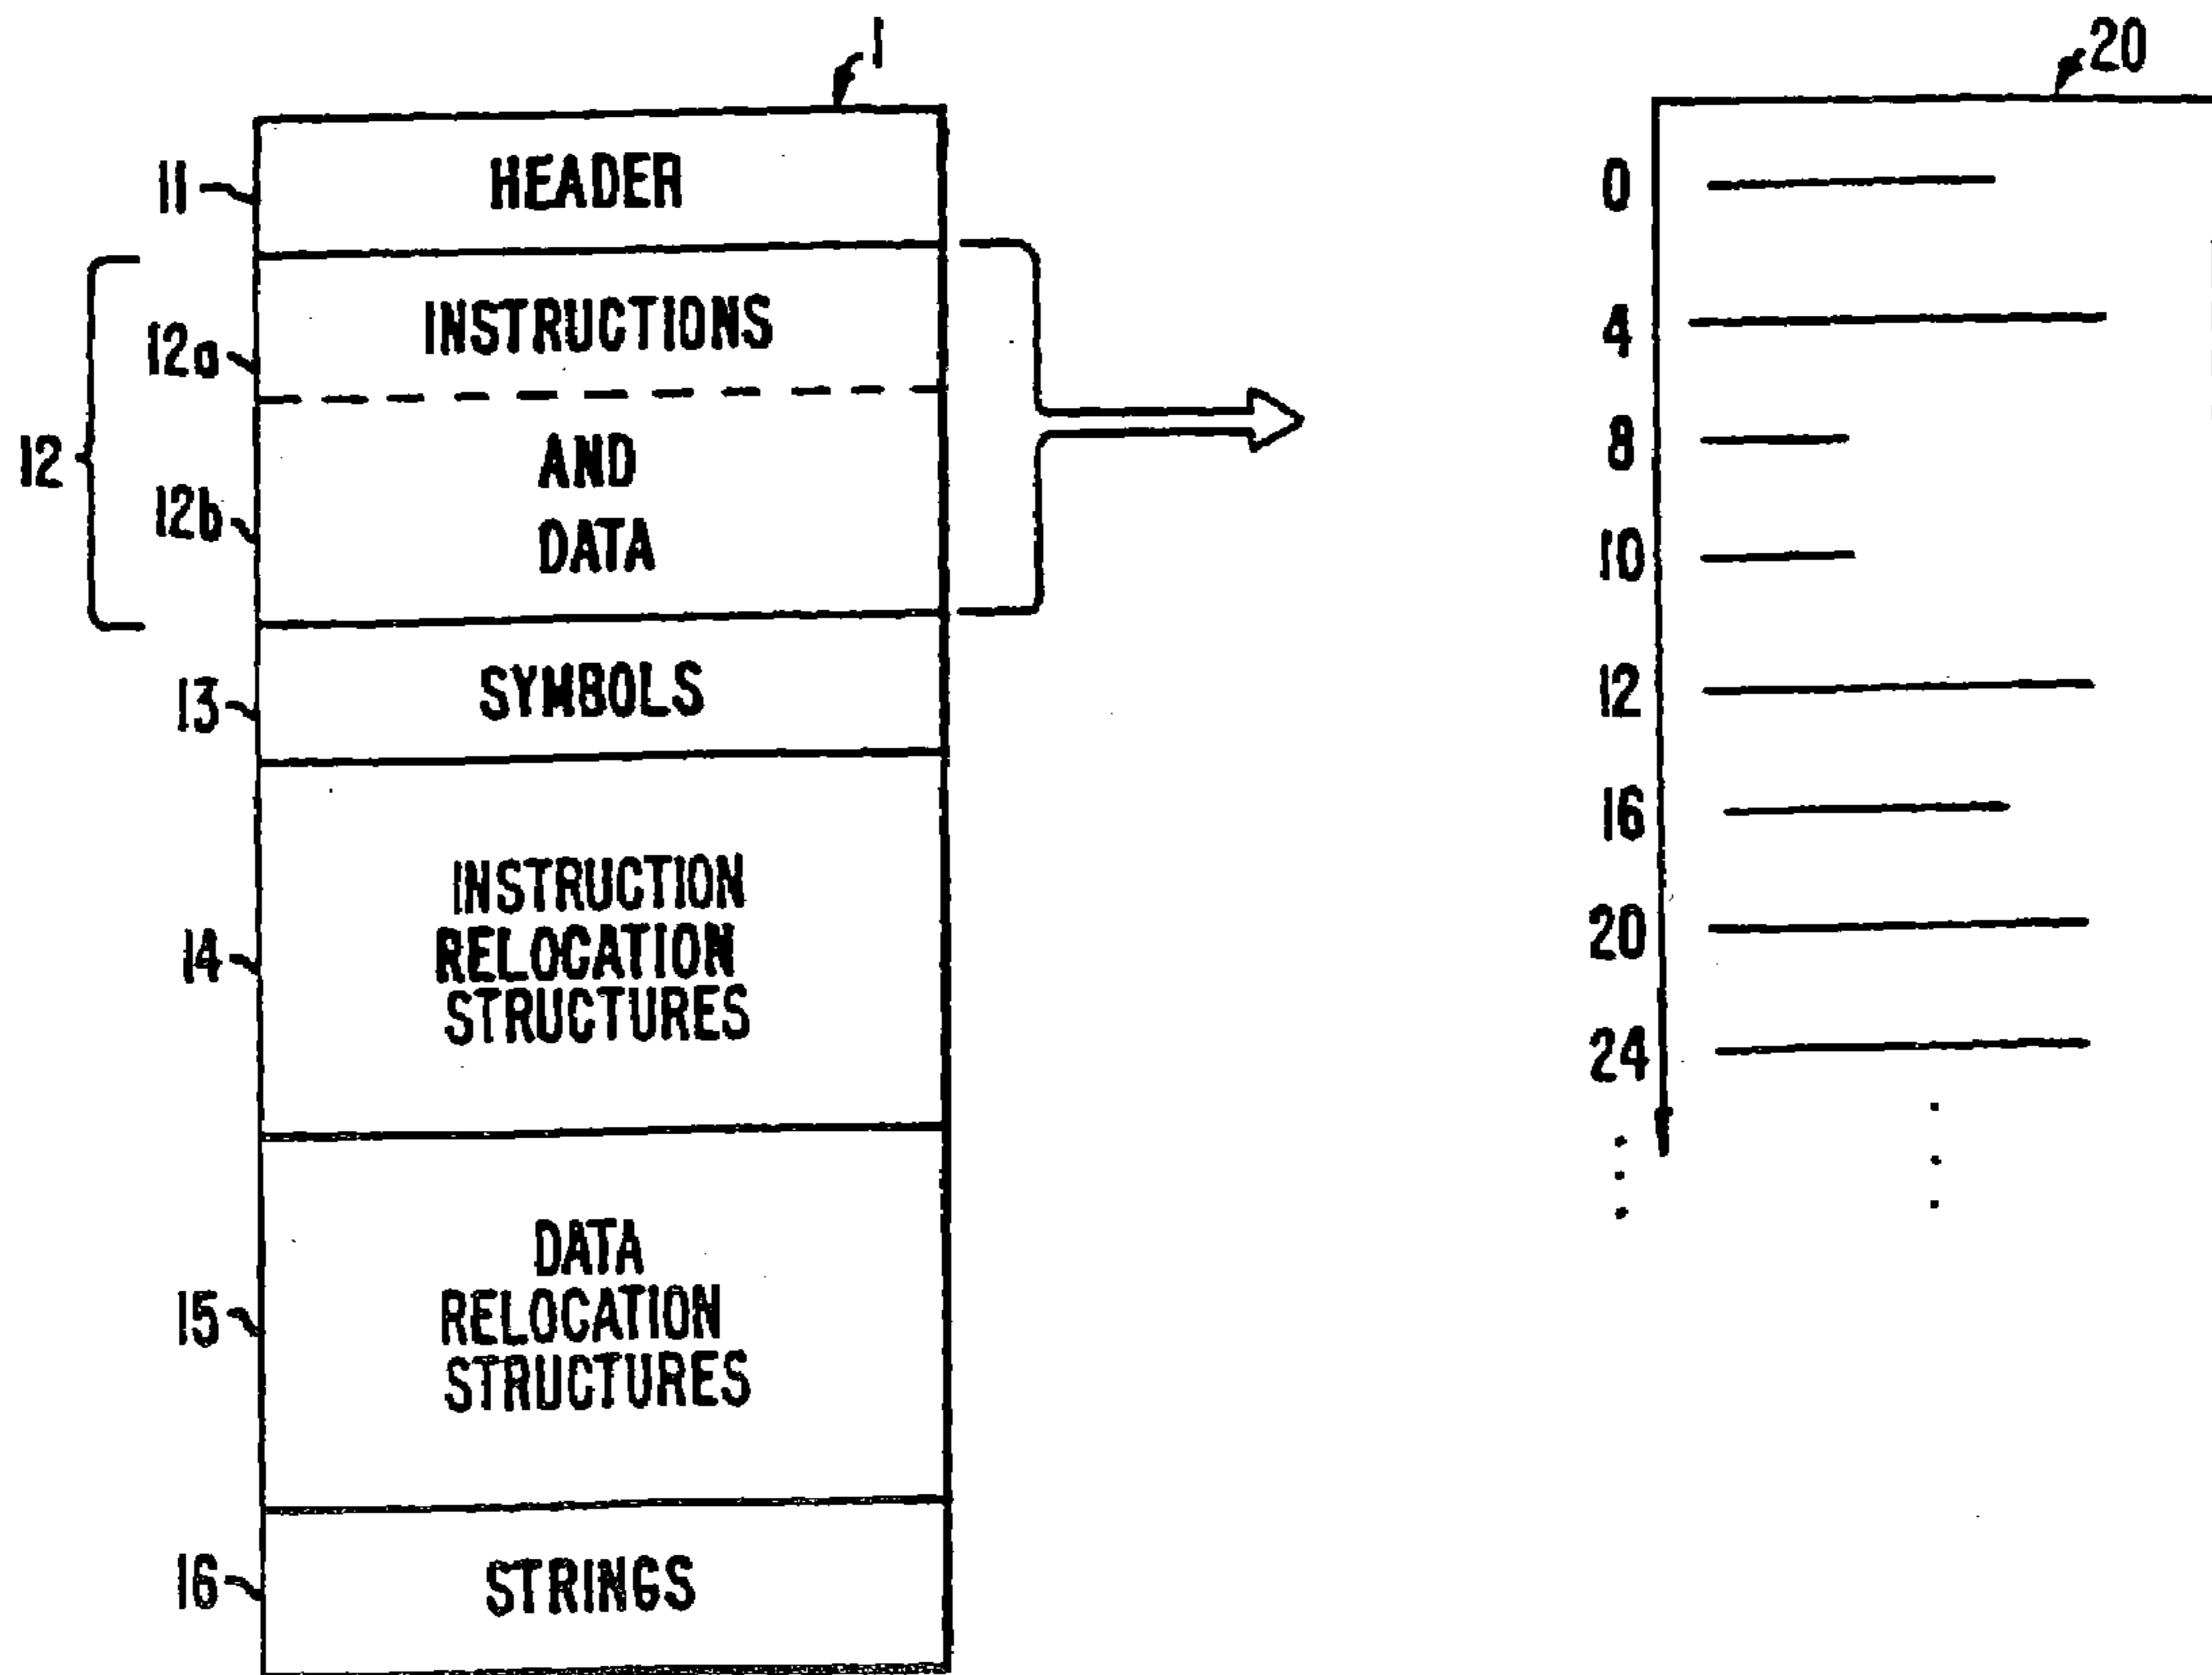 1
11
HEADER
12
12a
INSTRUCTIONS
12b
AND
DATA
13
SYMBOLS
14
INSTRUCTION
RELOCATION
STRUCTURES
15
DATA
RELOCATION
STRUCTURES
16
STRINGS
20
0
4
8
10
12
16
20
24